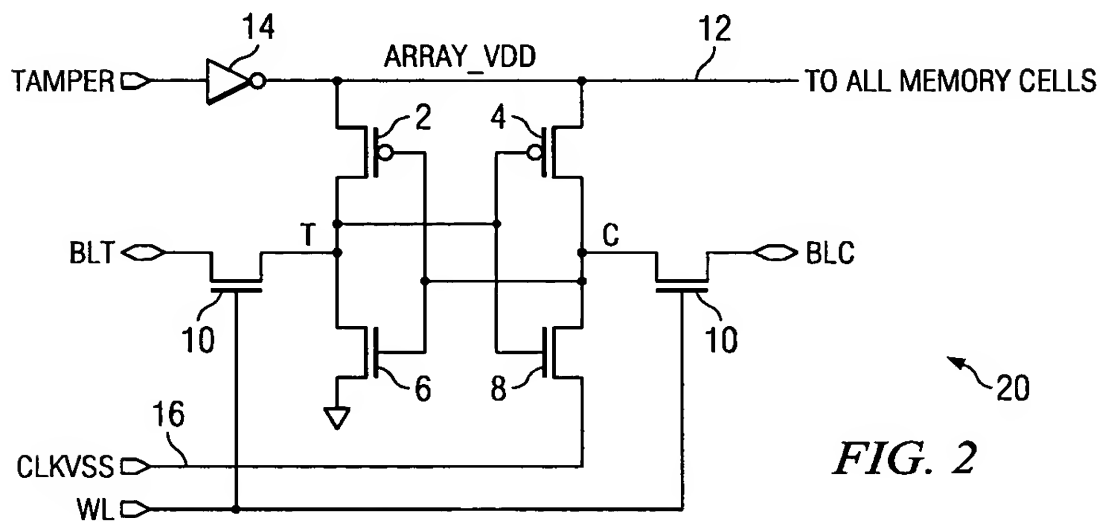 14
TAMPER
ARRAY_VDD
12
TO ALL MEMORY CELLS
2
4
BLT
T
C
BLC
10
10
6
8
20
16
CLKVSS
FIG. 2
WL